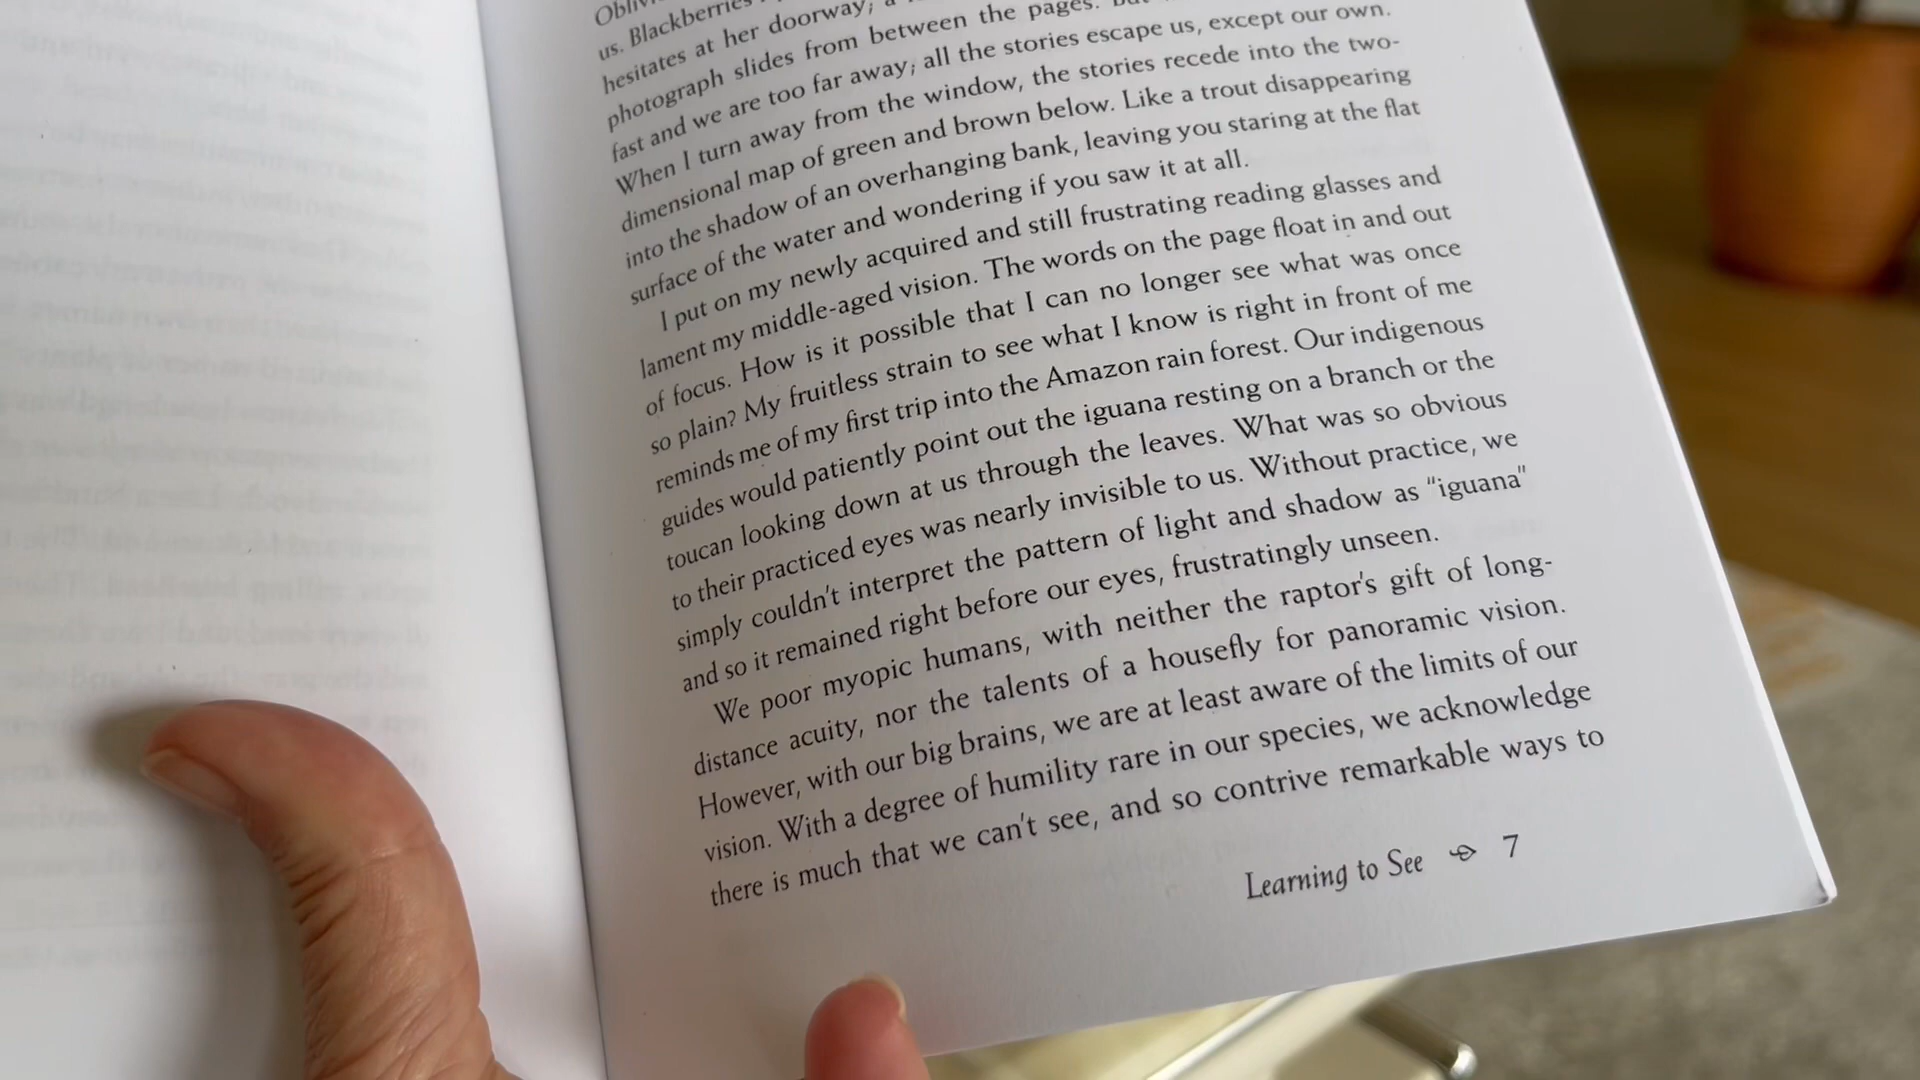 us. Blackberries
hesitates at her doorway; a
photograph slides from between the pages.
fast and we are too far away; all the stories escape us, except our own.
When I turn away from the window, the stories recede into the two-
dimensional map of green and brown below. Like a trout disappearing
into the shadow of an overhanging bank, leaving you staring at the flat
surface of the water and wondering if you saw it at all.
I put on my newly acquired and still frustrating reading glasses and
lament my middle-aged vision. The words on the page float in and out
of focus. How is it possible that I can no longer see what was once
so plain? My fruitless strain to see what I know is right in front of me
reminds me of my first trip into the Amazon rain forest. Our indigenous
guides would patiently point out the iguana resting on a branch or the
toucan looking down at us through the leaves. What was so obvious
to their practiced eyes was nearly invisible to us. Without practice, we
simply couldn't interpret the pattern of light and shadow as "iguana"
and so it remained right before our eyes, frustratingly unseen.
We poor myopic humans, with neither the raptor's gift of long-
distance acuity, nor the talents of a housefly for panoramic vision.
However, with our big brains, we are at least aware of the limits of our
vision. With a degree of humility rare in our species, we acknowledge
there is much that we can't see, and so contrive remarkable ways to
Learning to See 7